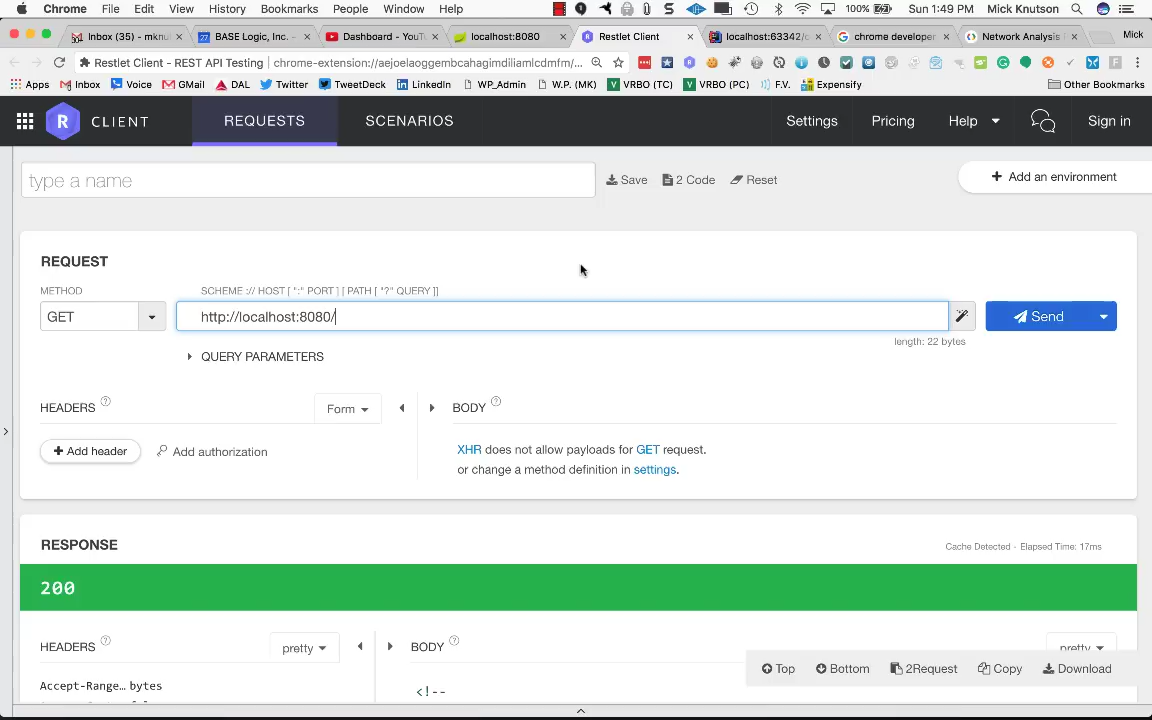 Chrome File Edit View History Bookmarks People Window Help 100% Sun 1:49 PM Mick Knutson
Inbox (35) – mknu × BASE Logic, Inc. – × Dashboard - YouTu × localhost:8080 × Restlet Client × localhost:63342/c × chrome developer × Network Analysis × Mick
Restlet Client - REST API Testing | chrome-extension://aejoelaoggembcahagimdiliamlcdmfm/...
Apps Inbox Voice GMail DAL Twitter TweetDeck LinkedIn WP_Admin W.P. (MK) VRBO (TC) VRBO (PC) F.V. Expensify Other Bookmarks
R CLIENT REQUESTS SCENARIOS Settings Pricing Help Sign in
type a name Save 2 Code Reset + Add an environment
REQUEST
METHOD SCHEME :// HOST [ ":" PORT ] [ PATH [ "?" QUERY ]]
GET http://localhost:8080/ Send
length: 22 bytes
QUERY PARAMETERS
HEADERS ? Form BODY ?
+ Add header Add authorization XHR does not allow payloads for GET request.
or change a method definition in settings.
RESPONSE Cache Detected - Elapsed Time: 17ms
200
HEADERS ? pretty BODY ? pretty
Top Bottom 2Request Copy Download
Accept-Range... bytes <!--